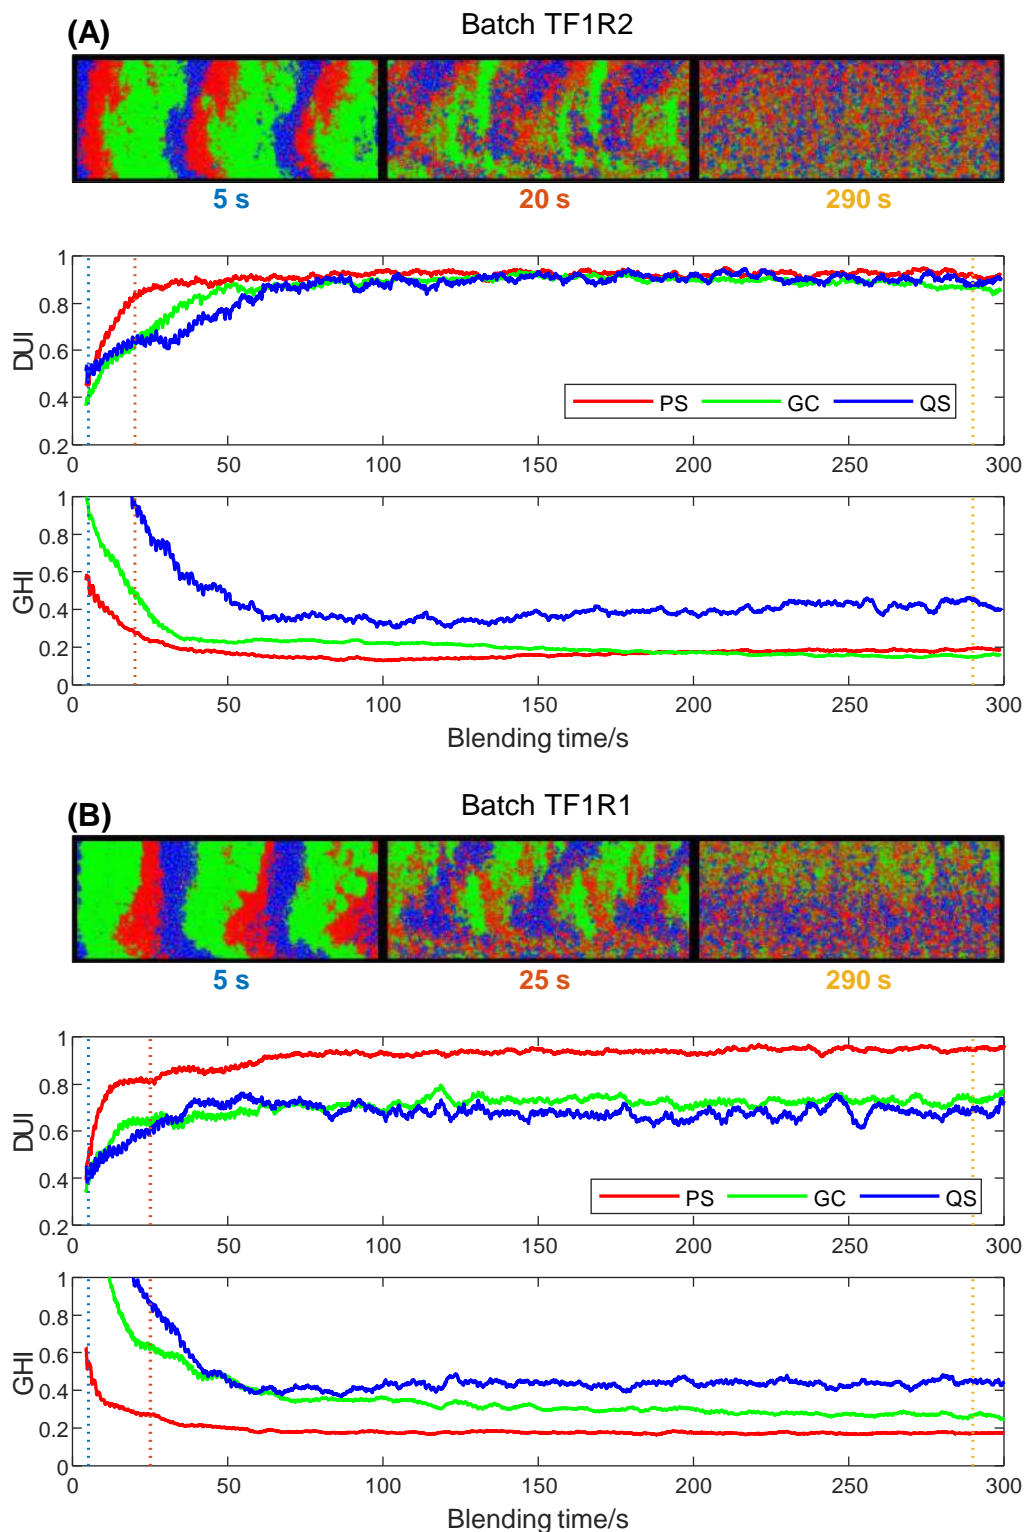 (A)
Batch TF1R2
5 s 20 s 290 s
1
0.8
0.6
0.4
0.2
DUI
PS GC QS
0 50 100 150 200 250 300
1
0.8
0.6
0.4
0.2
0
GHI
0 50 100 150 200 250 300
Blending time/s
(B)
Batch TF1R1
5 s 25 s 290 s
1
0.8
0.6
0.4
0.2
DUI
PS GC QS
0 50 100 150 200 250 300
1
0.8
0.6
0.4
0.2
0
GHI
0 50 100 150 200 250 300
Blending time/s